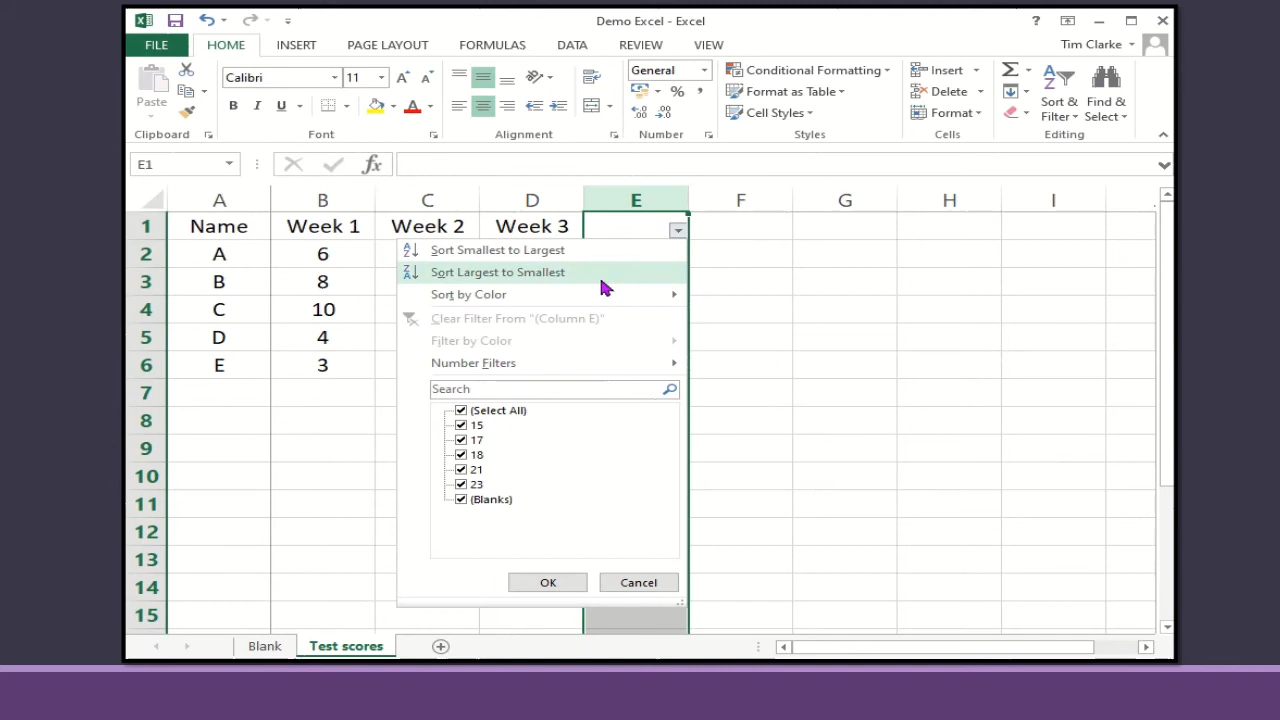 Demo Excel - Excel
?
FILE HOME INSERT PAGE LAYOUT FORMULAS DATA REVIEW VIEW Tim Clarke
Paste
Calibri 11
B I U A
General
%
Conditional Formatting
Format as Table
Cell Styles
Insert
Delete
Format
Sort & Filter
Find & Select
Clipboard Font Alignment Number Styles Cells Editing
E1 fx
A B C D E F G H I
1 Name Week 1 Week 2 Week 3
2 A 6
3 B 8
4 C 10
5 D 4
6 E 3
7
8
9
10
11
12
13
14
15
Sort Smallest to Largest
Sort Largest to Smallest
Sort by Color
Clear Filter From "(Column E)"
Filter by Color
Number Filters
Search
(Select All)
15
17
18
21
23
(Blanks)
OK Cancel
Blank Test scores